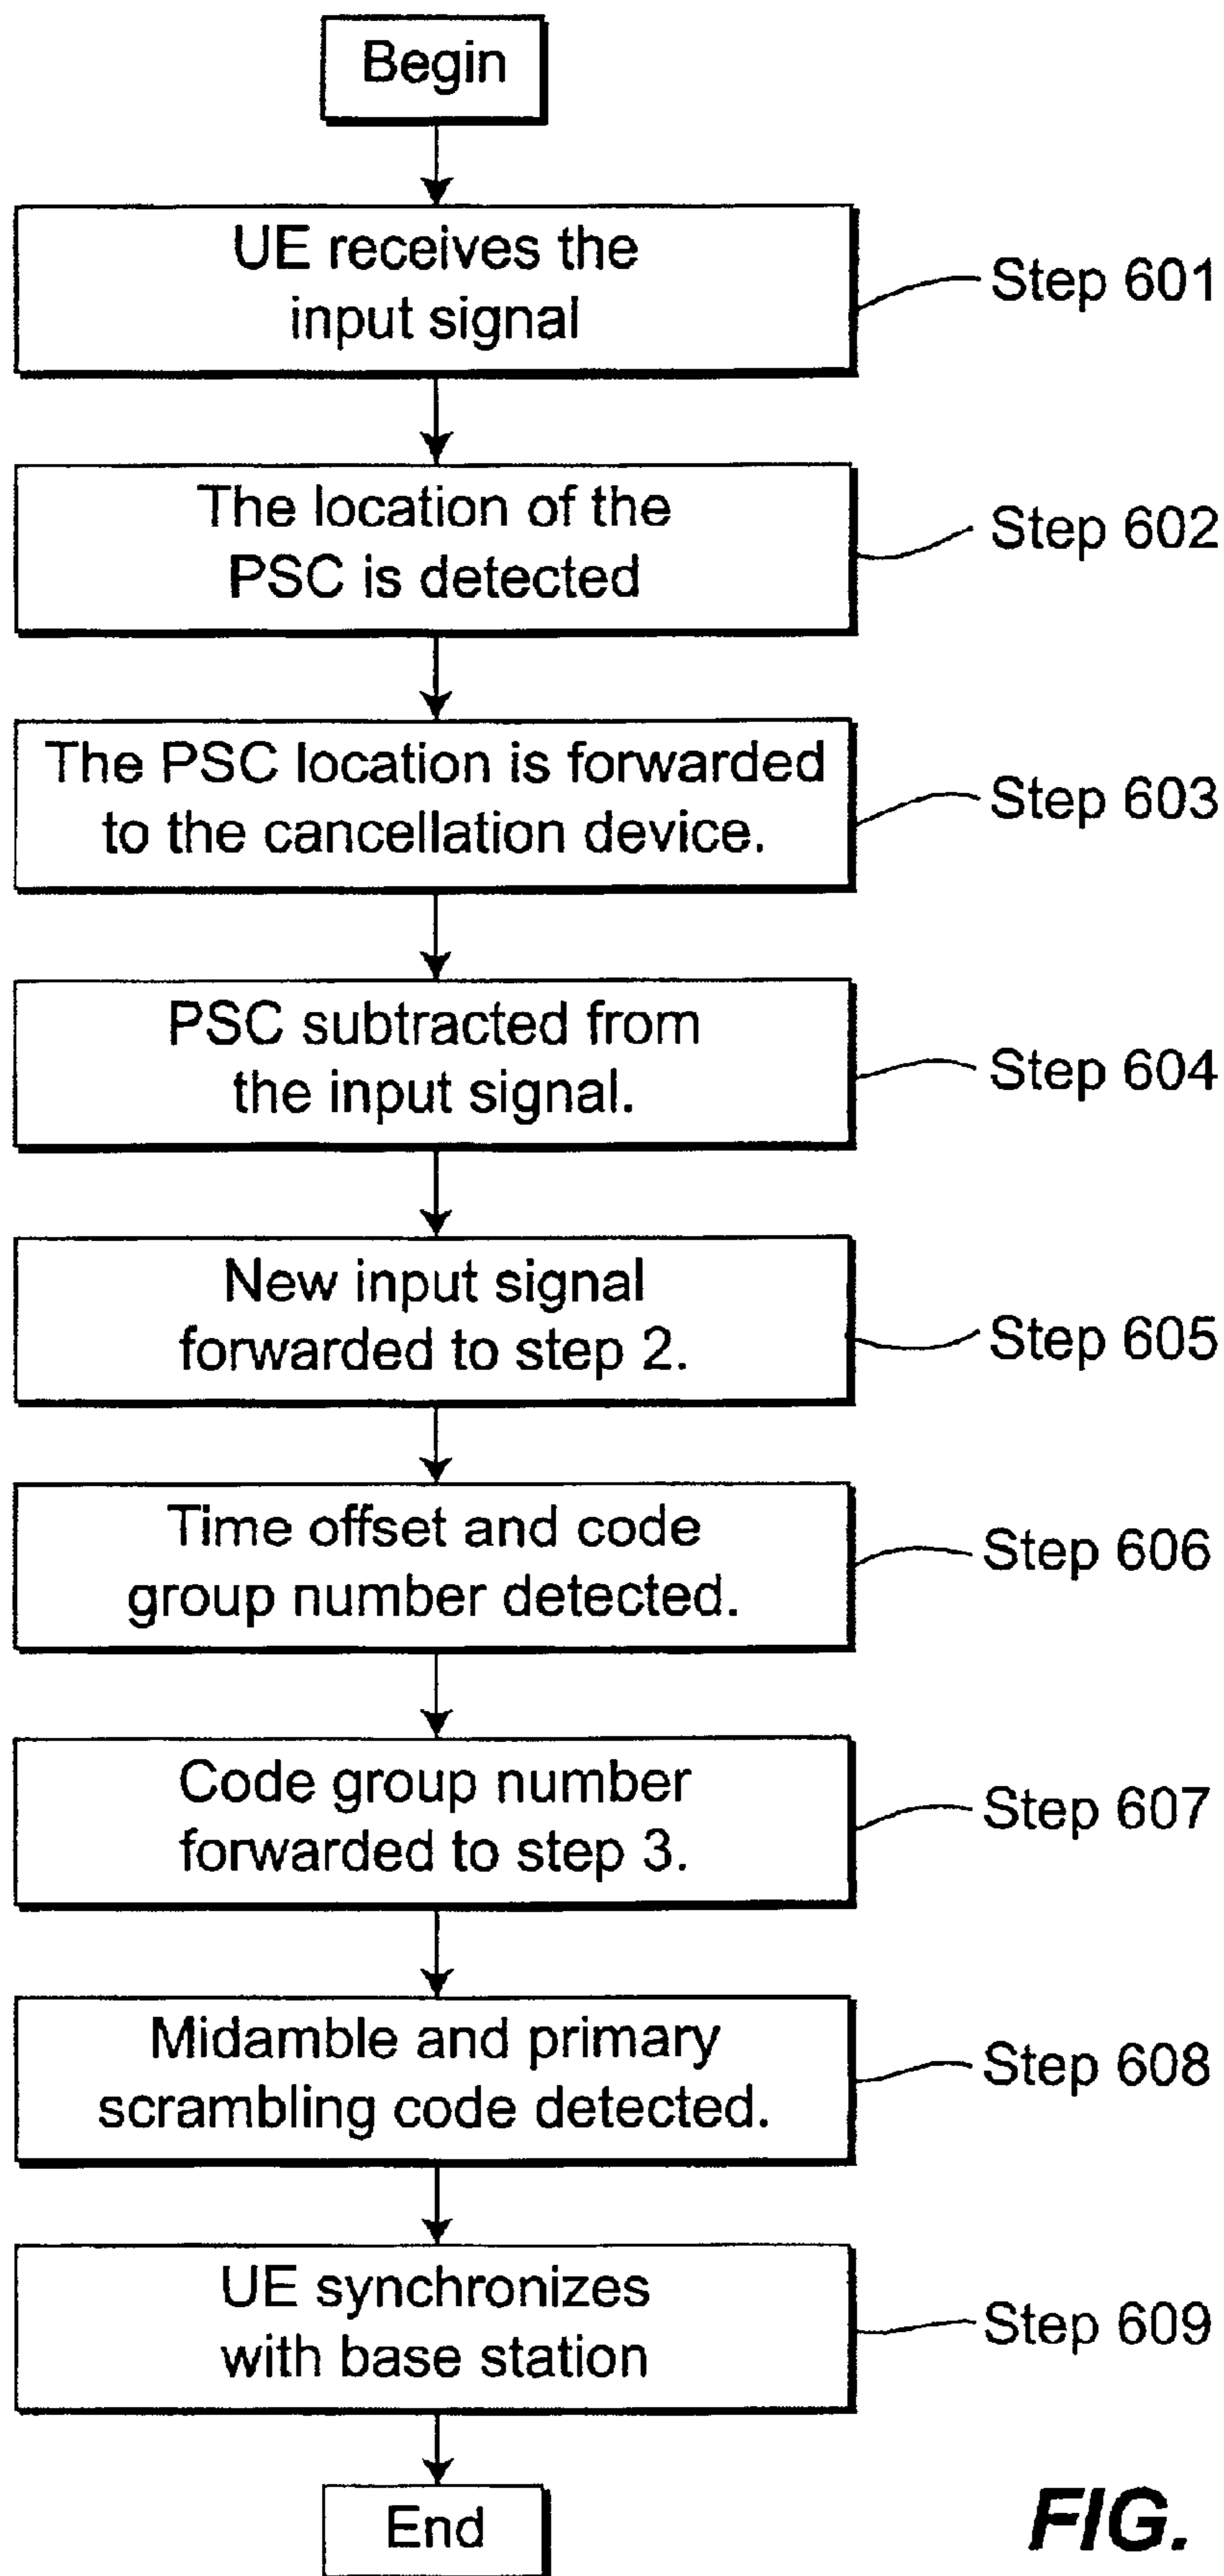 Begin
UE receives the
input signal
Step 601
The location of the
PSC is detected
Step 602
The PSC location is forwarded
to the cancellation device.
Step 603
PSC subtracted from
the input signal.
Step 604
New input signal
forwarded to step 2.
Step 605
Time offset and code
group number detected.
Step 606
Code group number
forwarded to step 3.
Step 607
Midamble and primary
scrambling code detected.
Step 608
UE synchronizes
with base station
Step 609
End
FIG.